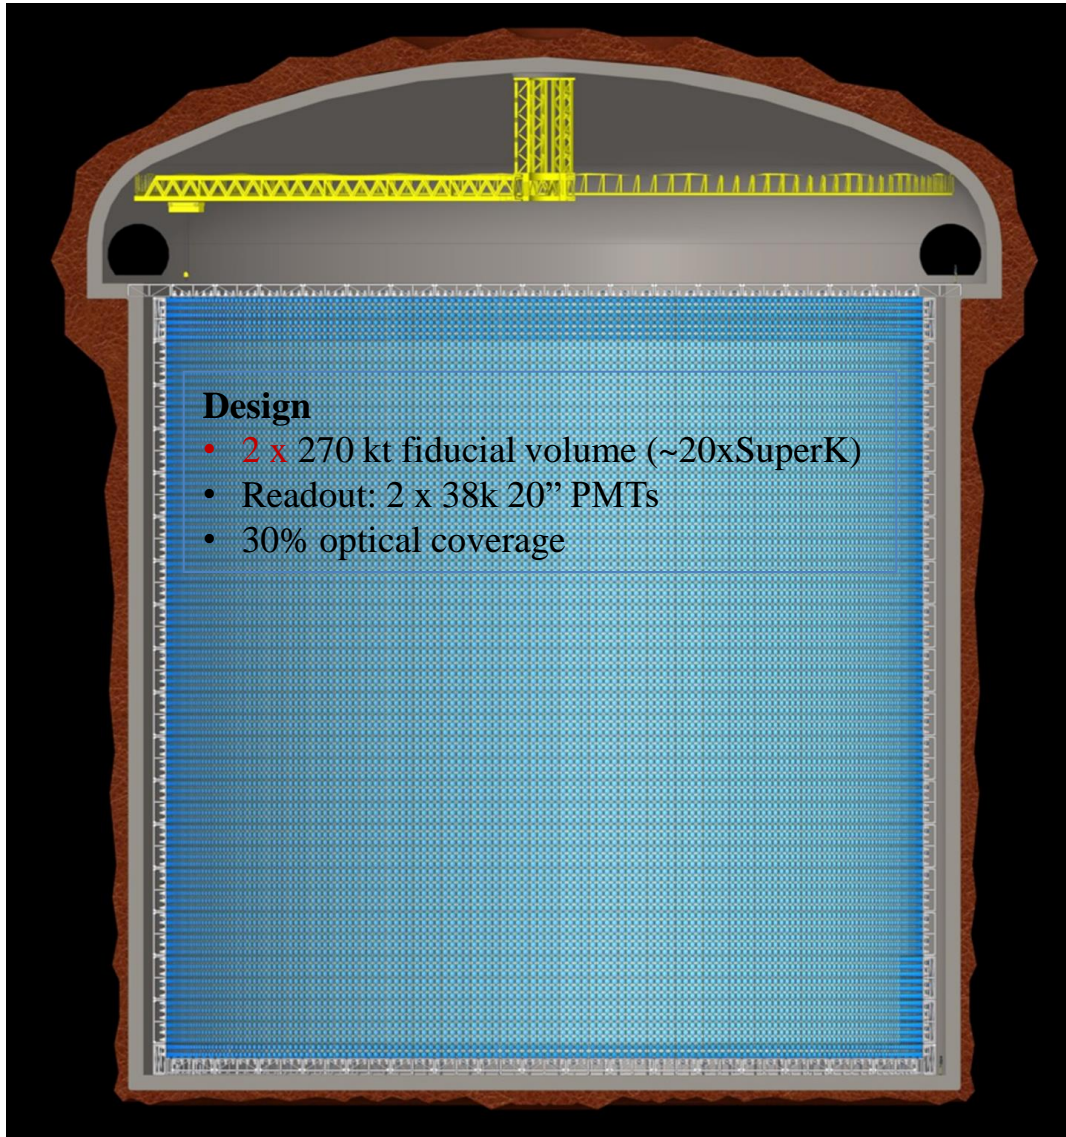 Design
• 2 x 270 kt fiducial volume (~20xSuperK)
• Readout: 2 x 38k 20” PMTs
• 30% optical coverage